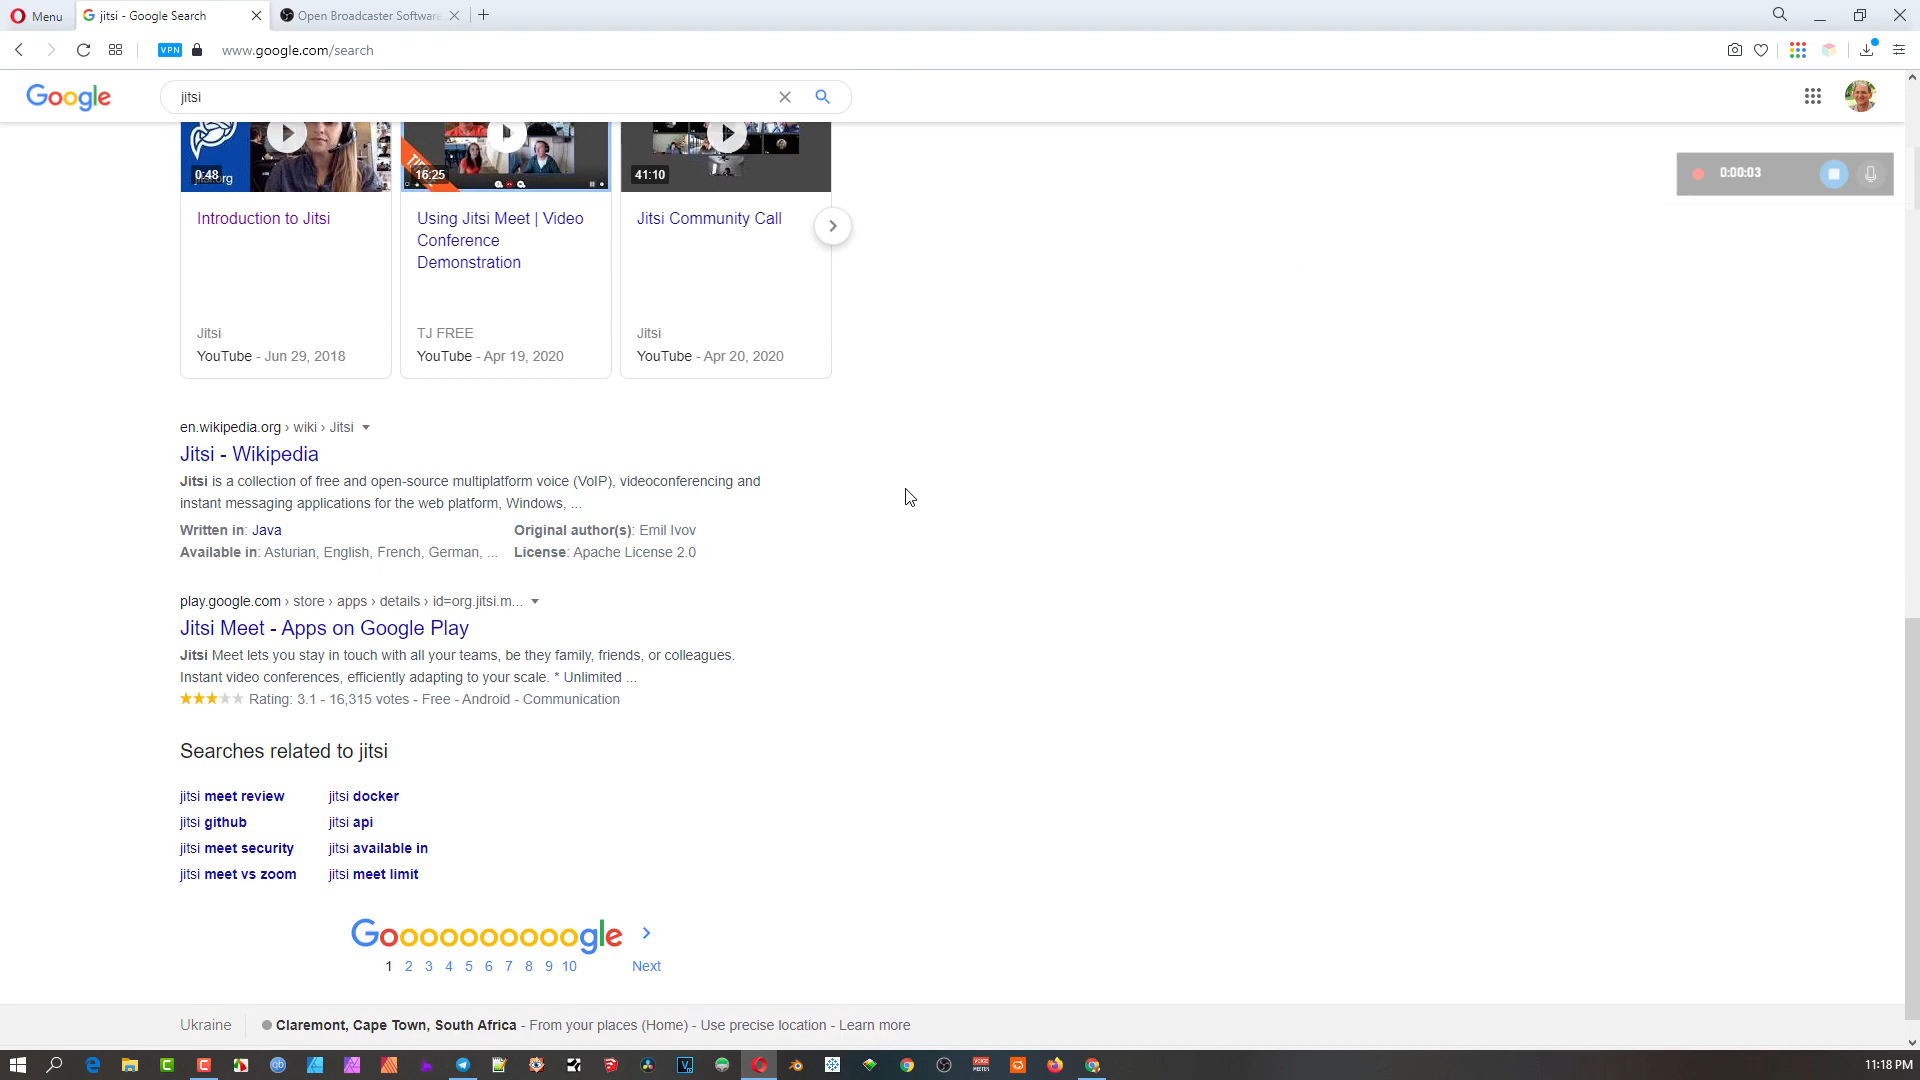 Menu
jitsi - Google Search
Open Broadcaster Software
VPN
www.google.com/search
Google
jitsi
0:48
16:25
41:10
0:00:03
Introduction to Jitsi
Using Jitsi Meet | Video
Conference
Demonstration
Jitsi Community Call
Jitsi
TJ FREE
Jitsi
YouTube - Jun 29, 2018
YouTube - Apr 19, 2020
YouTube - Apr 20, 2020
en.wikipedia.org › wiki › Jitsi
Jitsi - Wikipedia
Jitsi is a collection of free and open-source multiplatform voice (VoIP), videoconferencing and
instant messaging applications for the web platform, Windows, ...
Written in: Java
Original author(s): Emil Ivov
Available in: Asturian, English, French, German, ...
License: Apache License 2.0
play.google.com › store › apps › details › id=org.jitsi.m...
Jitsi Meet - Apps on Google Play
Jitsi Meet lets you stay in touch with all your teams, be they family, friends, or colleagues.
Instant video conferences, efficiently adapting to your scale. * Unlimited ...
Rating: 3.1 - 16,315 votes - Free - Android - Communication
Searches related to jitsi
jitsi meet review
jitsi docker
jitsi github
jitsi api
jitsi meet security
jitsi available in
jitsi meet vs zoom
jitsi meet limit
Goooooooooogle
1 2 3 4 5 6 7 8 9 10 Next
Ukraine
Claremont, Cape Town, South Africa - From your places (Home) - Use precise location - Learn more
11:18 PM